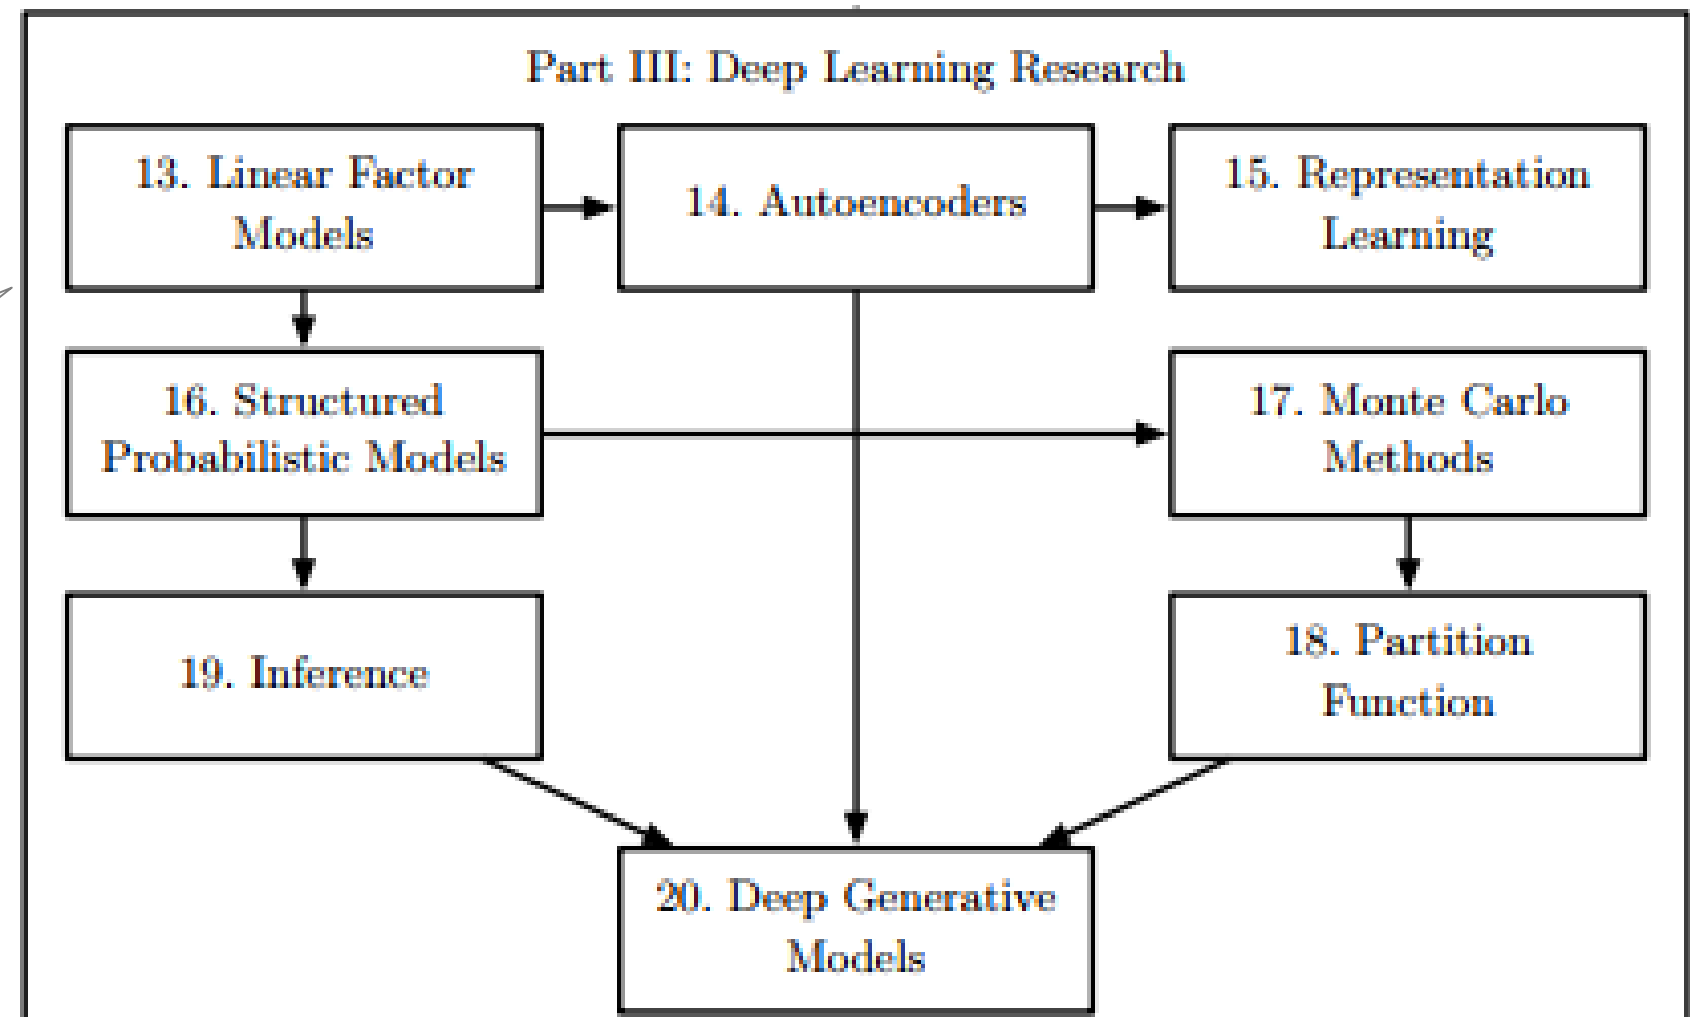 Part III: Deep Learning Research
13. Linear Factor
Models
14. Autoencoders
15. Representation
Learning
16. Structured
Probabilistic Models
17. Monte Carlo
Methods
19. Inference
18. Partition
Function
20. Deep Generative
Models